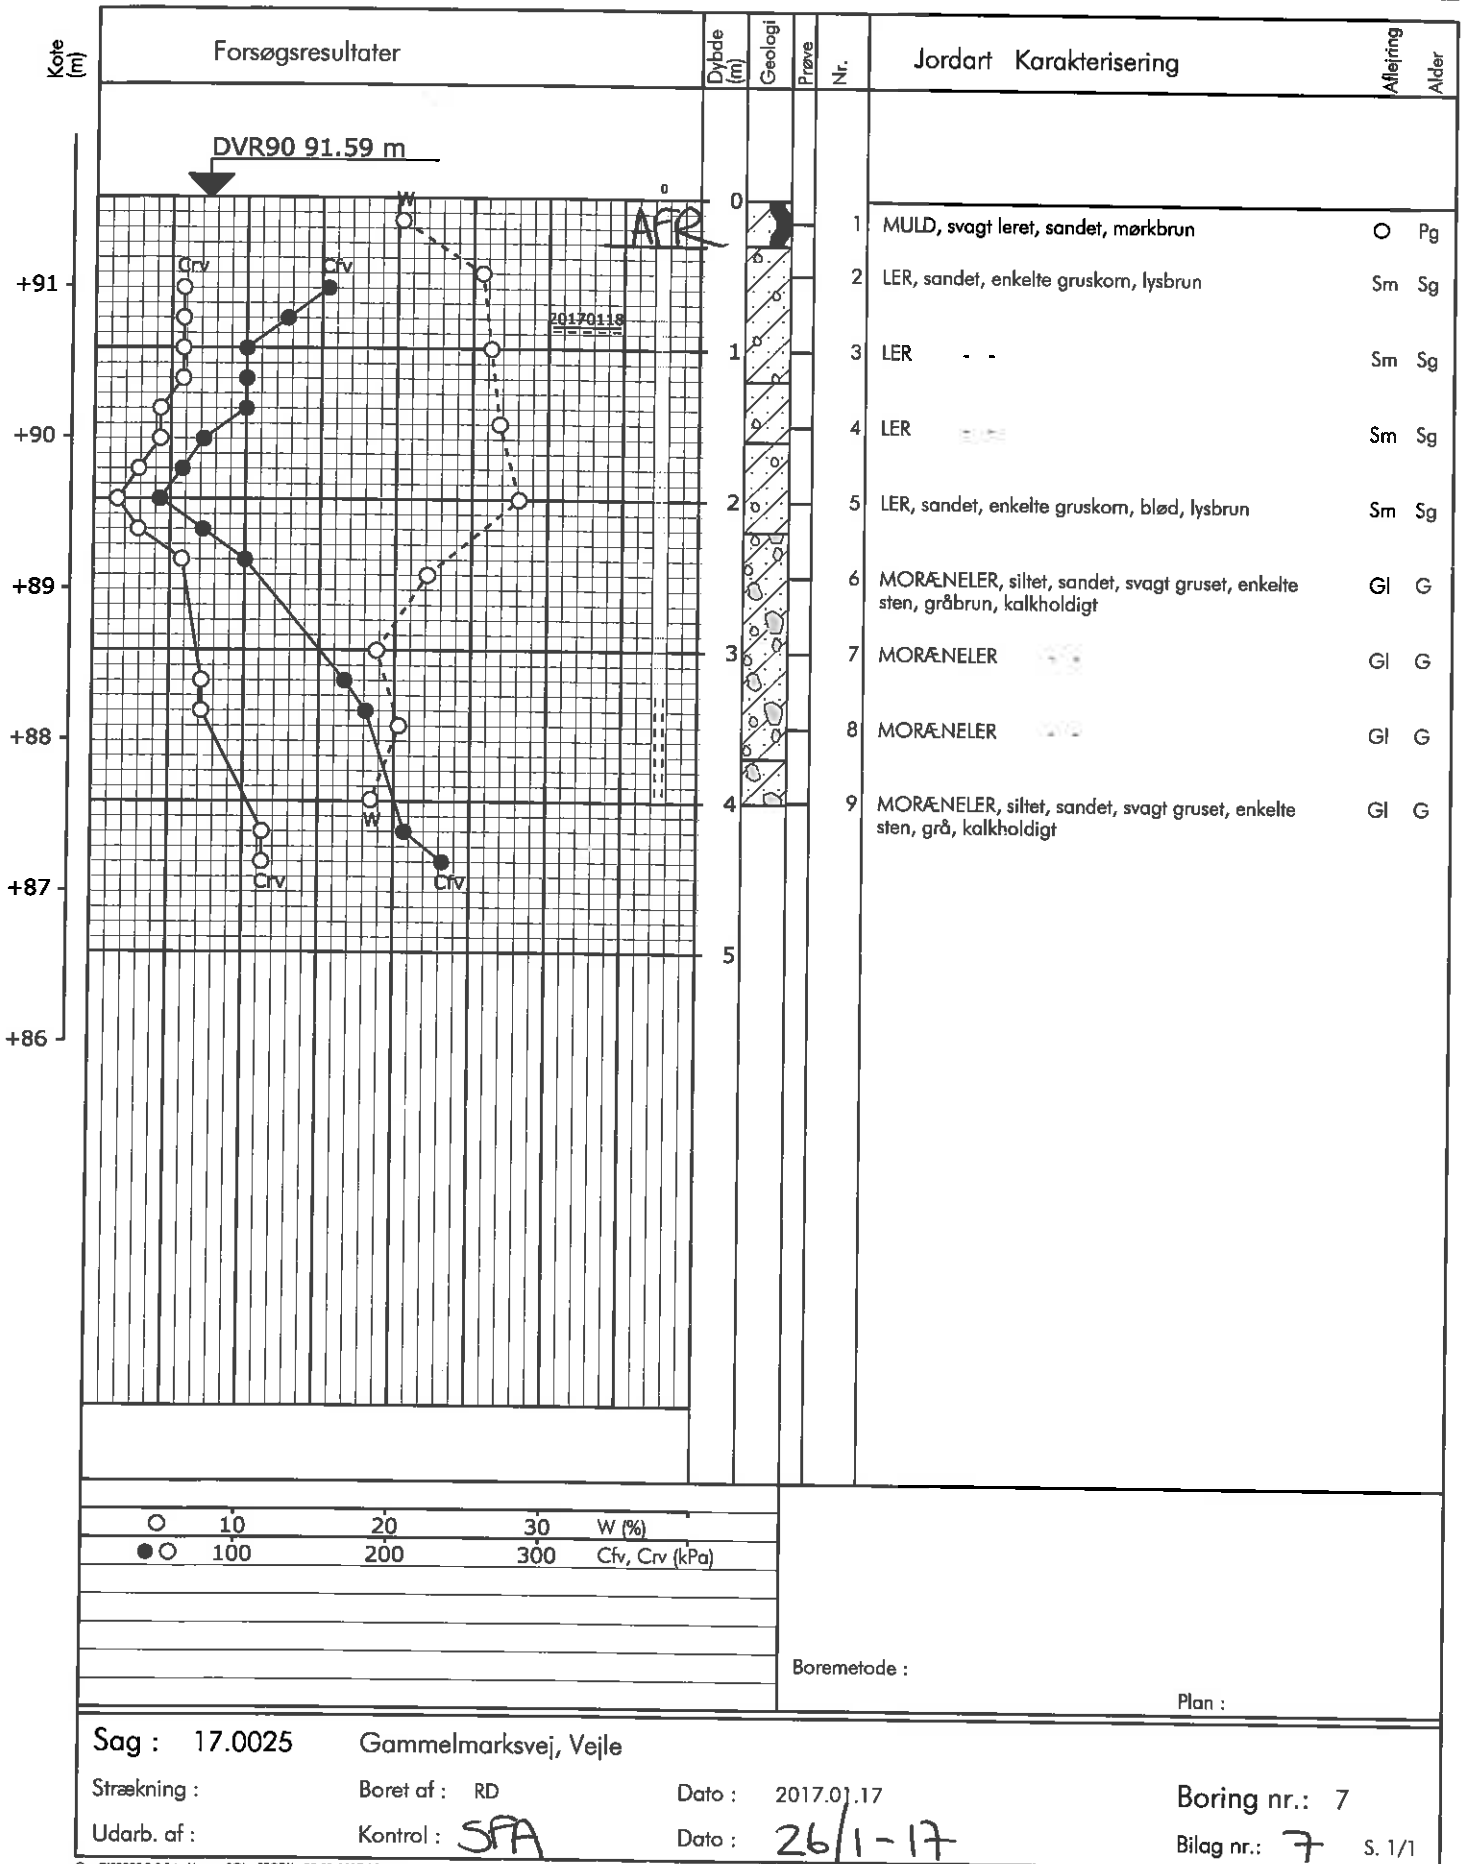 Kote (m)
Forsøgsresultater
Dybde (m)
Geologi
Prøve
Nr.
Jordart Karakterisering
Aflejring
Alder
DVR90 91.59 m
W
0
0
AFR
1 MULD, svagt leret, sandet, mørkbrun O Pg
Crv
Cfv
+91
2 LER, sandet, enkelte gruskorn, lysbrun Sm Sg
20170118
1
3 LER - - Sm Sg
+90
4 LER - - Sm Sg
2
5 LER, sandet, enkelte gruskorn, blød, lysbrun Sm Sg
+89
6 MORÆNELER, siltet, sandet, svagt gruset, enkelte Gl G
sten, gråbrun, kalkholdigt
3
7 MORÆNELER - - Gl G
+88
8 MORÆNELER - - Gl G
4
9 MORÆNELER, siltet, sandet, svagt gruset, enkelte Gl G
sten, grå, kalkholdigt
W
Crv
Cfv
+87
5
+86
10 20 30 W (%)
100 200 300 Cfv, Crv (kPa)
Boremetode :
Plan :
Sag : 17.0025 Gammelmarksvej, Vejle
Strækning : Boret af : RD Dato : 2017.01.17 Boring nr.: 7
Udarb. af : Kontrol : SFA Dato : 26/1-17 Bilag nr.: 7 S. 1/1